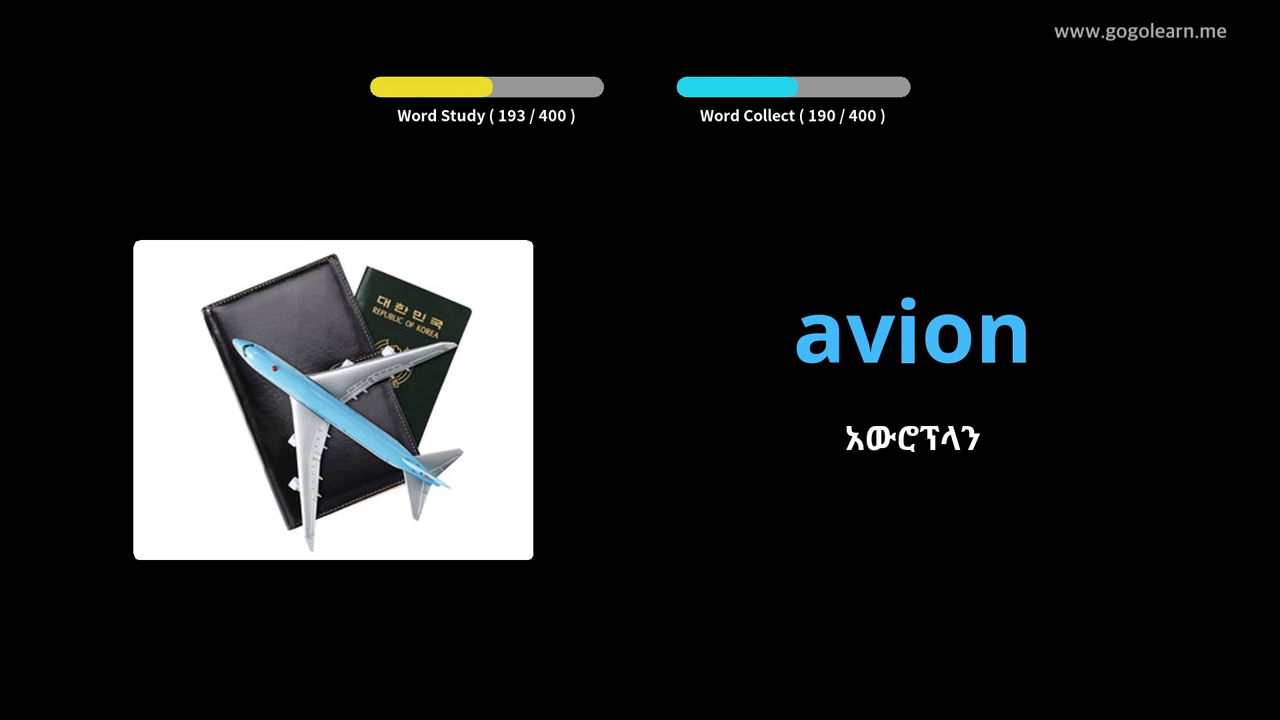 www.gogolearn.me
Word Study ( 193 / 400 )
Word Collect ( 190 / 400 )
대한민국
REPUBLIC OF KOREA
avion
አውሮፕላን